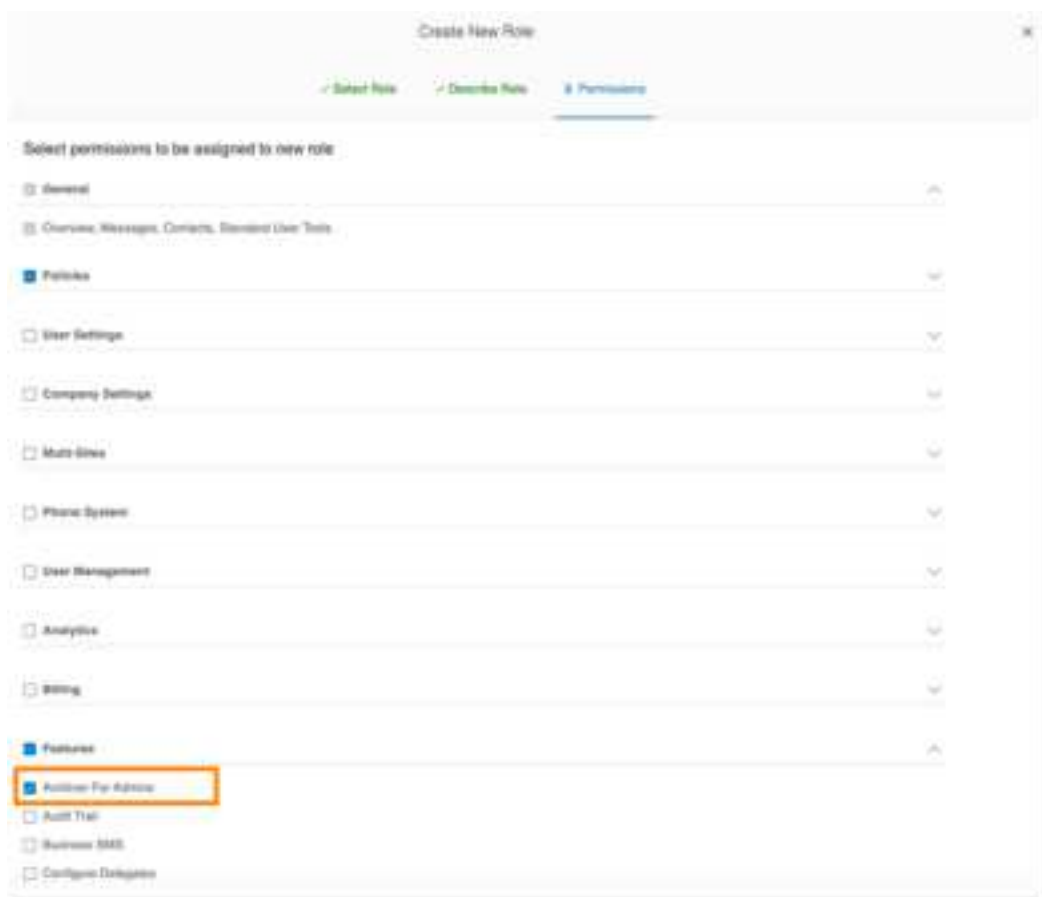 Create New Role
Select Role
Describe Role
Permissions
Select permissions to be assigned to new role
General
Overview, Messages, Contacts, Standard User Tools
Policies
User Settings
Company Settings
Multi-Sites
Phone System
User Management
Analytics
Billing
Features
Archiver For Admins
Audit Trail
Business SMS
Configure Delegates